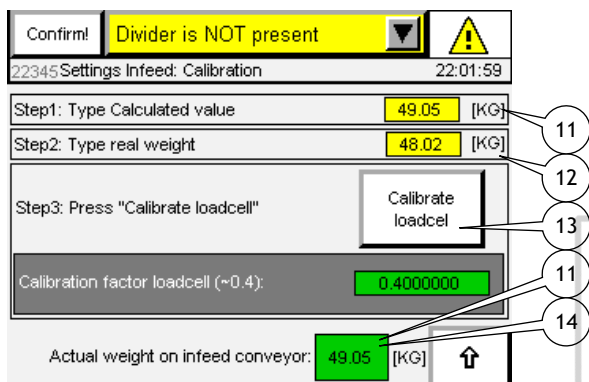 Confirm! Divider is NOT present
22345 Settings Infeed: Calibration 22:01:59
Step1: Type Calculated value 49.05 [KG]
11
Step2: Type real weight 48.02 [KG]
12
Step3: Press "Calibrate loadcell"
Calibrate
loadcel
13
Calibration factor loadcell (~0.4): 0.4000000
11
14
Actual weight on infeed conveyor: 49.05 [KG]